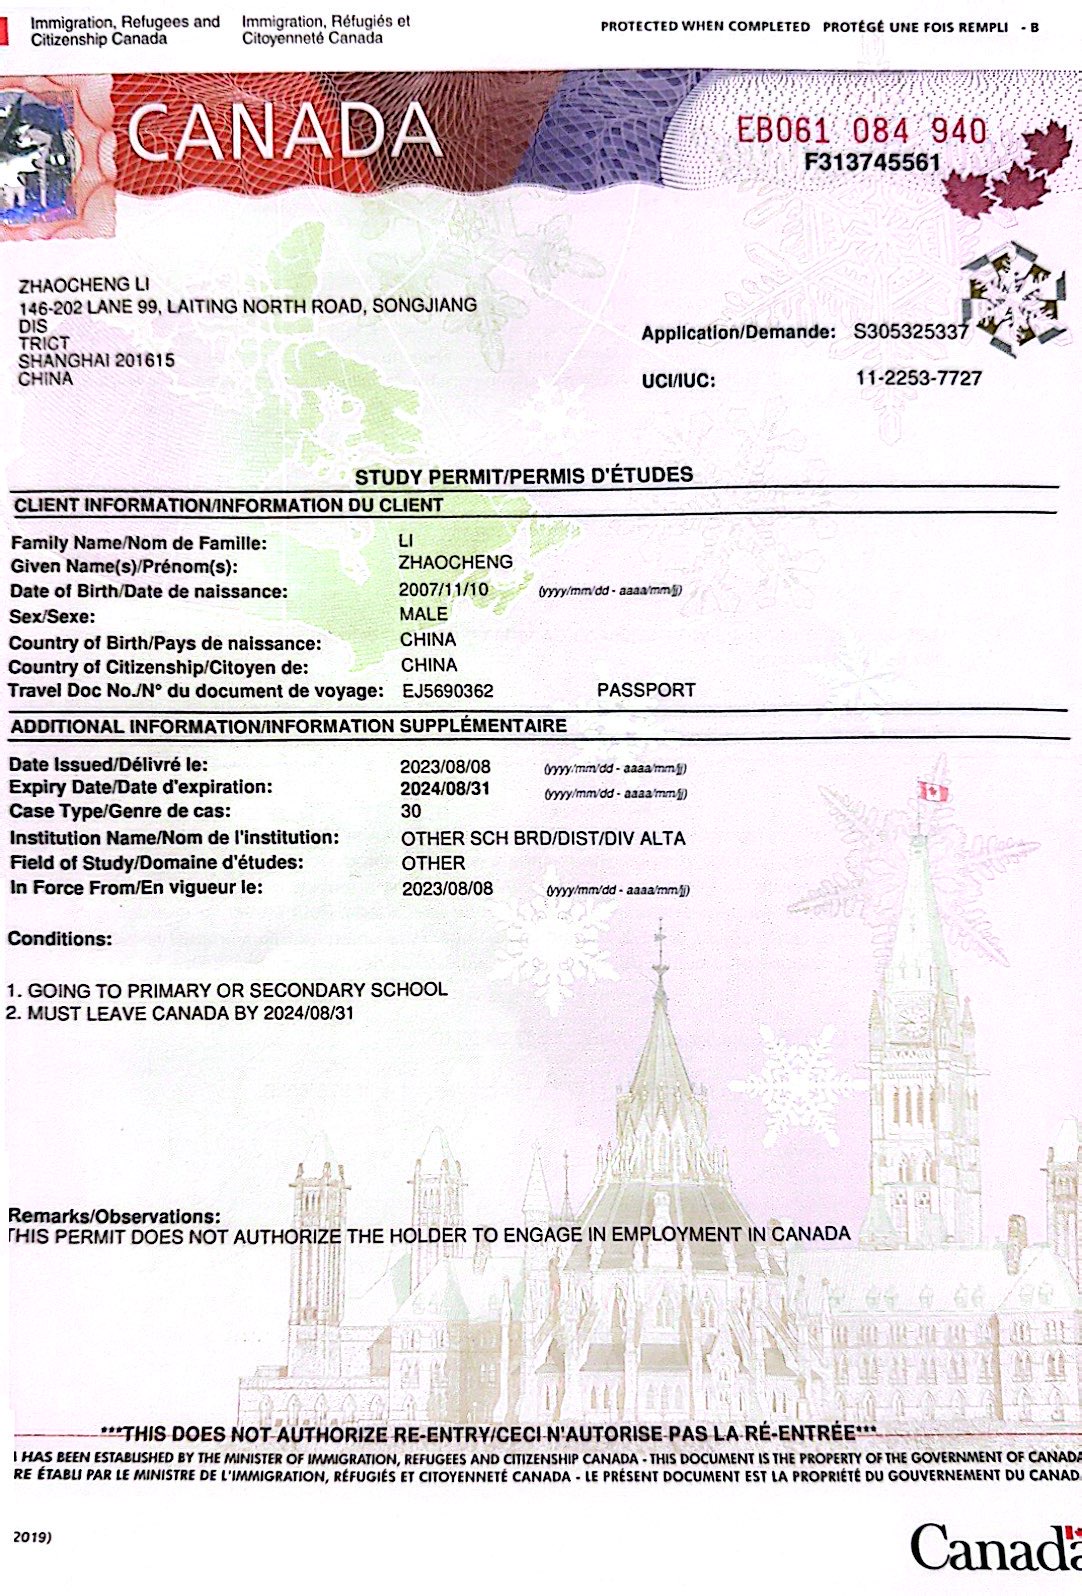 Immigration, Refugees and Citizenship Canada
Immigration, Réfugiés et Citoyenneté Canada
PROTECTED WHEN COMPLETED PROTÉGÉ UNE FOIS REMPLI - B
CANADA
EB061 084 940
F313745561
ZHAOCHENG LI
146-202 LANE 99, LAITING NORTH ROAD, SONGJIANG
DIS
TRICT
SHANGHAI 201615
CHINA
Application/Demande: S305325337
UCI/IUC: 11-2253-7727
STUDY PERMIT/PERMIS D'ÉTUDES
CLIENT INFORMATION/INFORMATION DU CLIENT
Family Name/Nom de Famille: LI
Given Name(s)/Prénom(s): ZHAOCHENG
Date of Birth/Date de naissance: 2007/11/10 (yyyy/mm/dd - aaaa/mm/jj)
Sex/Sexe: MALE
Country of Birth/Pays de naissance: CHINA
Country of Citizenship/Citoyen de: CHINA
Travel Doc No./N° du document de voyage: EJ5690362 PASSPORT
ADDITIONAL INFORMATION/INFORMATION SUPPLÉMENTAIRE
Date Issued/Délivré le: 2023/08/08 (yyyy/mm/dd - aaaa/mm/jj)
Expiry Date/Date d'expiration: 2024/08/31 (yyyy/mm/dd - aaaa/mm/jj)
Case Type/Genre de cas: 30
Institution Name/Nom de l'institution: OTHER SCH BRD/DIST/DIV ALTA
Field of Study/Domaine d'études: OTHER
In Force From/En vigueur le: 2023/08/08 (yyyy/mm/dd - aaaa/mm/jj)
Conditions:
1. GOING TO PRIMARY OR SECONDARY SCHOOL
2. MUST LEAVE CANADA BY 2024/08/31
Remarks/Observations:
THIS PERMIT DOES NOT AUTHORIZE THE HOLDER TO ENGAGE IN EMPLOYMENT IN CANADA
***THIS DOES NOT AUTHORIZE RE-ENTRY/CECI N'AUTORISE PAS LA RÉ-ENTRÉE***
I HAS BEEN ESTABLISHED BY THE MINISTER OF IMMIGRATION, REFUGEES AND CITIZENSHIP CANADA - THIS DOCUMENT IS THE PROPERTY OF THE GOVERNMENT OF CANADA
RE ÉTABLI PAR LE MINISTRE DE L'IMMIGRATION, RÉFUGIÉS ET CITOYENNETÉ CANADA - LE PRÉSENT DOCUMENT EST LA PROPRIÉTÉ DU GOUVERNEMENT DU CANAD
2019)
Canada